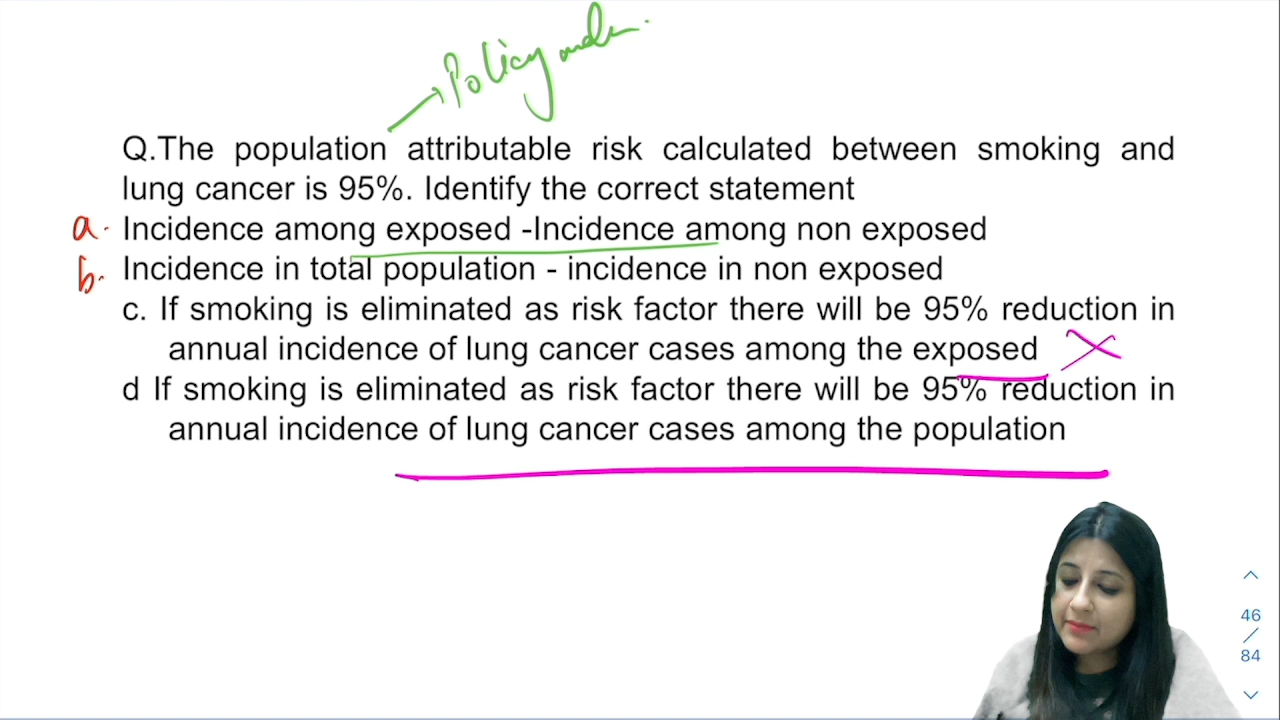 Policy maker.
Q.The population attributable risk calculated between smoking and
lung cancer is 95%. Identify the correct statement
a. Incidence among exposed -Incidence among non exposed
b. Incidence in total population - incidence in non exposed
c. If smoking is eliminated as risk factor there will be 95% reduction in
annual incidence of lung cancer cases among the exposed
d If smoking is eliminated as risk factor there will be 95% reduction in
annual incidence of lung cancer cases among the population
46
/
84